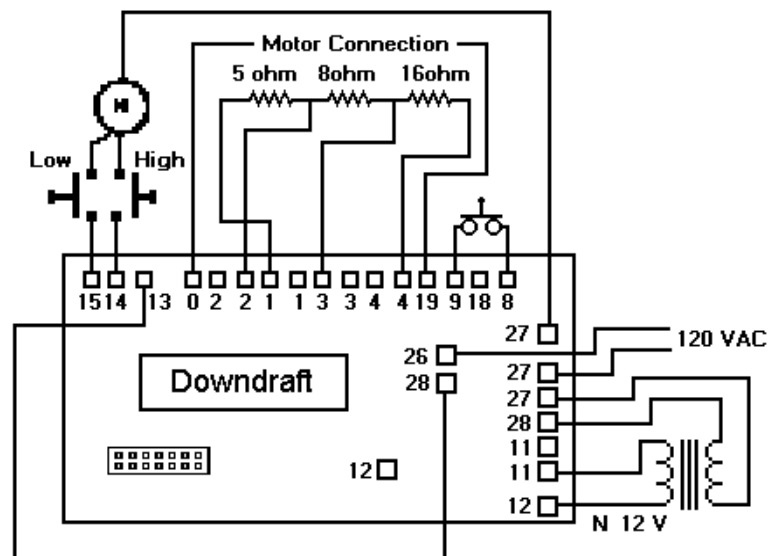 Motor Connection
5 ohm 8ohm 16ohm
M
Low High
15 14 13 0 2 2 1 1 3 3 4 4 19 9 18 8
27
26
120 VAC
27
28
27
Downdraft
28
11
12
11
12
N 12 V